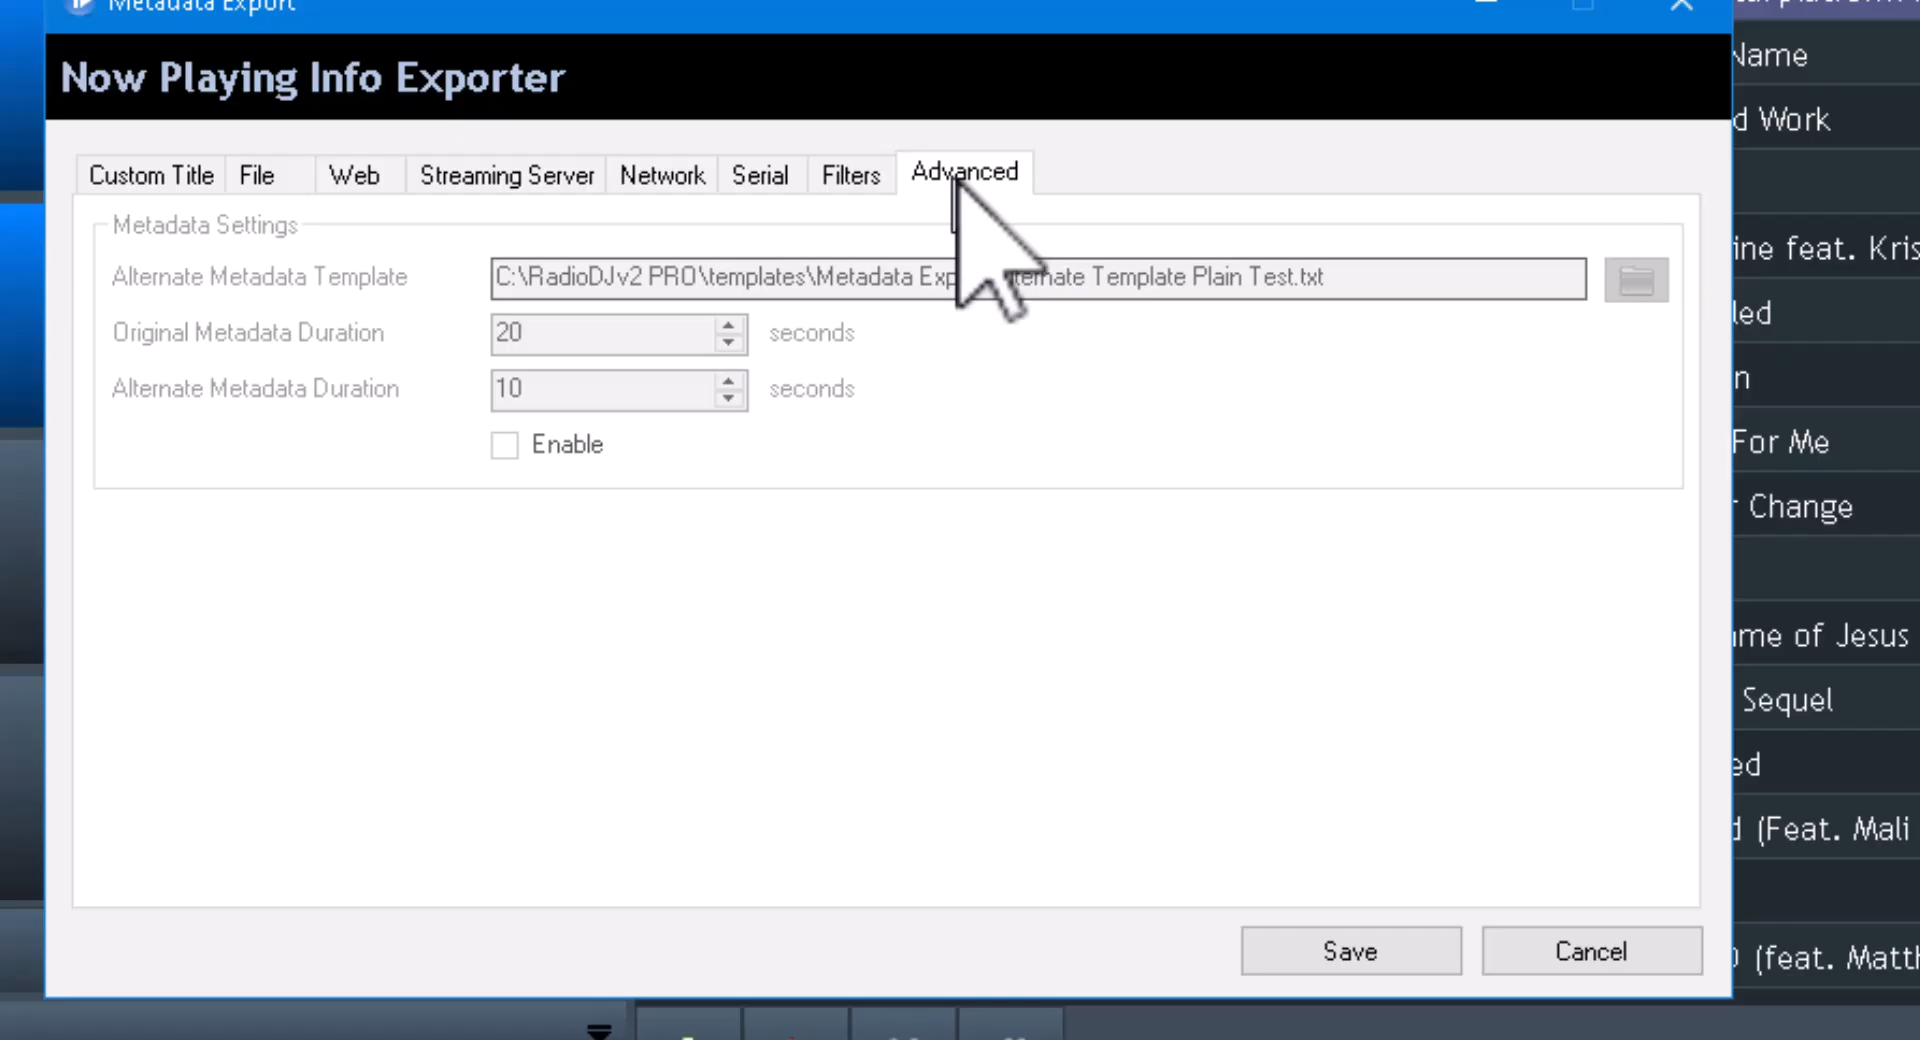 Metadata Export
Now Playing Info Exporter
Custom Title File Web Streaming Server Network Serial Filters Advanced
Metadata Settings
Alternate Metadata Template C:\RadioDJv2 PRO\templates\Metadata Exp ternate Template Plain Test.txt
Original Metadata Duration 20 seconds
Alternate Metadata Duration 10 seconds
Enable
Save Cancel
Name
d Work
ine feat. Kris
led
n
For Me
r Change
ame of Jesus
Sequel
ed
d (Feat. Mali
(feat. Matth